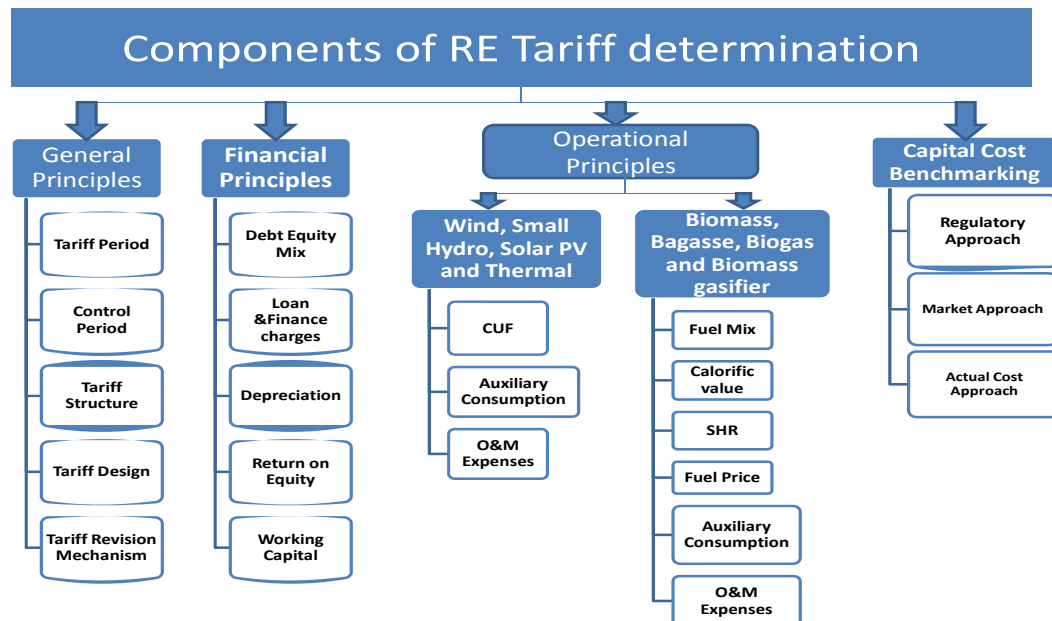 Components of RE Tariff determination
General
Principles
Tariff Period
Control
Period
Tariff
Structure
Tariff Design
Tariff Revision
Mechanism
Financial
Principles
Debt Equity
Mix
Loan
&Finance
charges
Depreciation
Return on
Equity
Working
Capital
Operational
Principles
Wind, Small
Hydro, Solar PV
and Thermal
CUF
Auxiliary
Consumption
O&M
Expenses
Biomass,
Bagasse, Biogas
and Biomass
gasifier
Fuel Mix
Calorific
value
SHR
Fuel Price
Auxiliary
Consumption
O&M
Expenses
Capital Cost
Benchmarking
Regulatory
Approach
Market Approach
Actual Cost
Approach